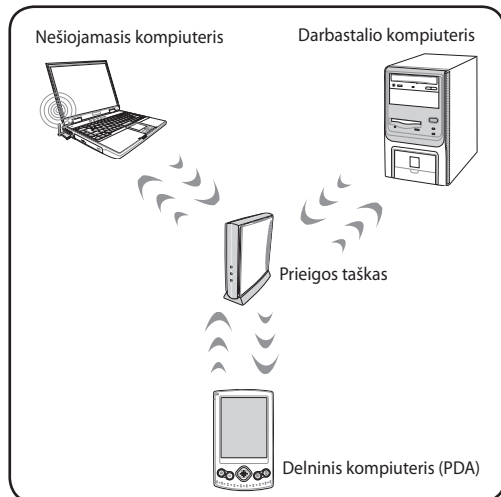 Nešiojamasis kompiuteris
Darbastalio kompiuteris
Prieigos taškas
Delninis kompiuteris (PDA)